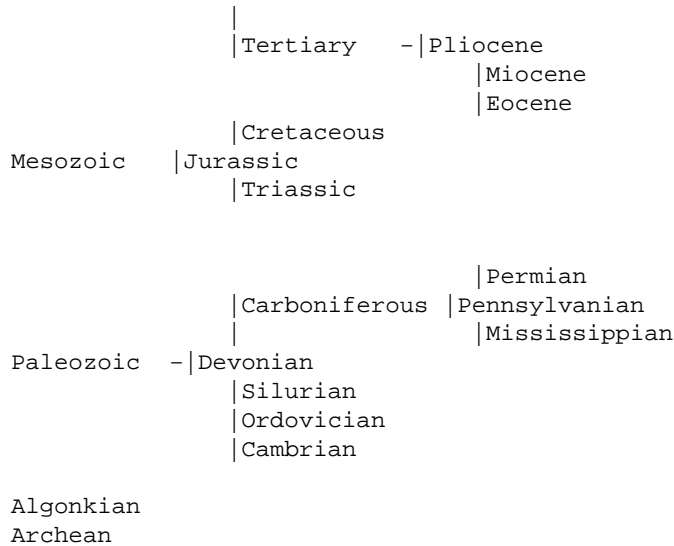 |
|Tertiary -|Pliocene
|Miocene
|Eocene
|Cretaceous
Mesozoic |Jurassic
|Triassic
|Permian
|Carboniferous |Pennsylvanian
| |Mississippian
Paleozoic -|Devonian
|Silurian
|Ordovician
|Cambrian
Algonkian
Archean